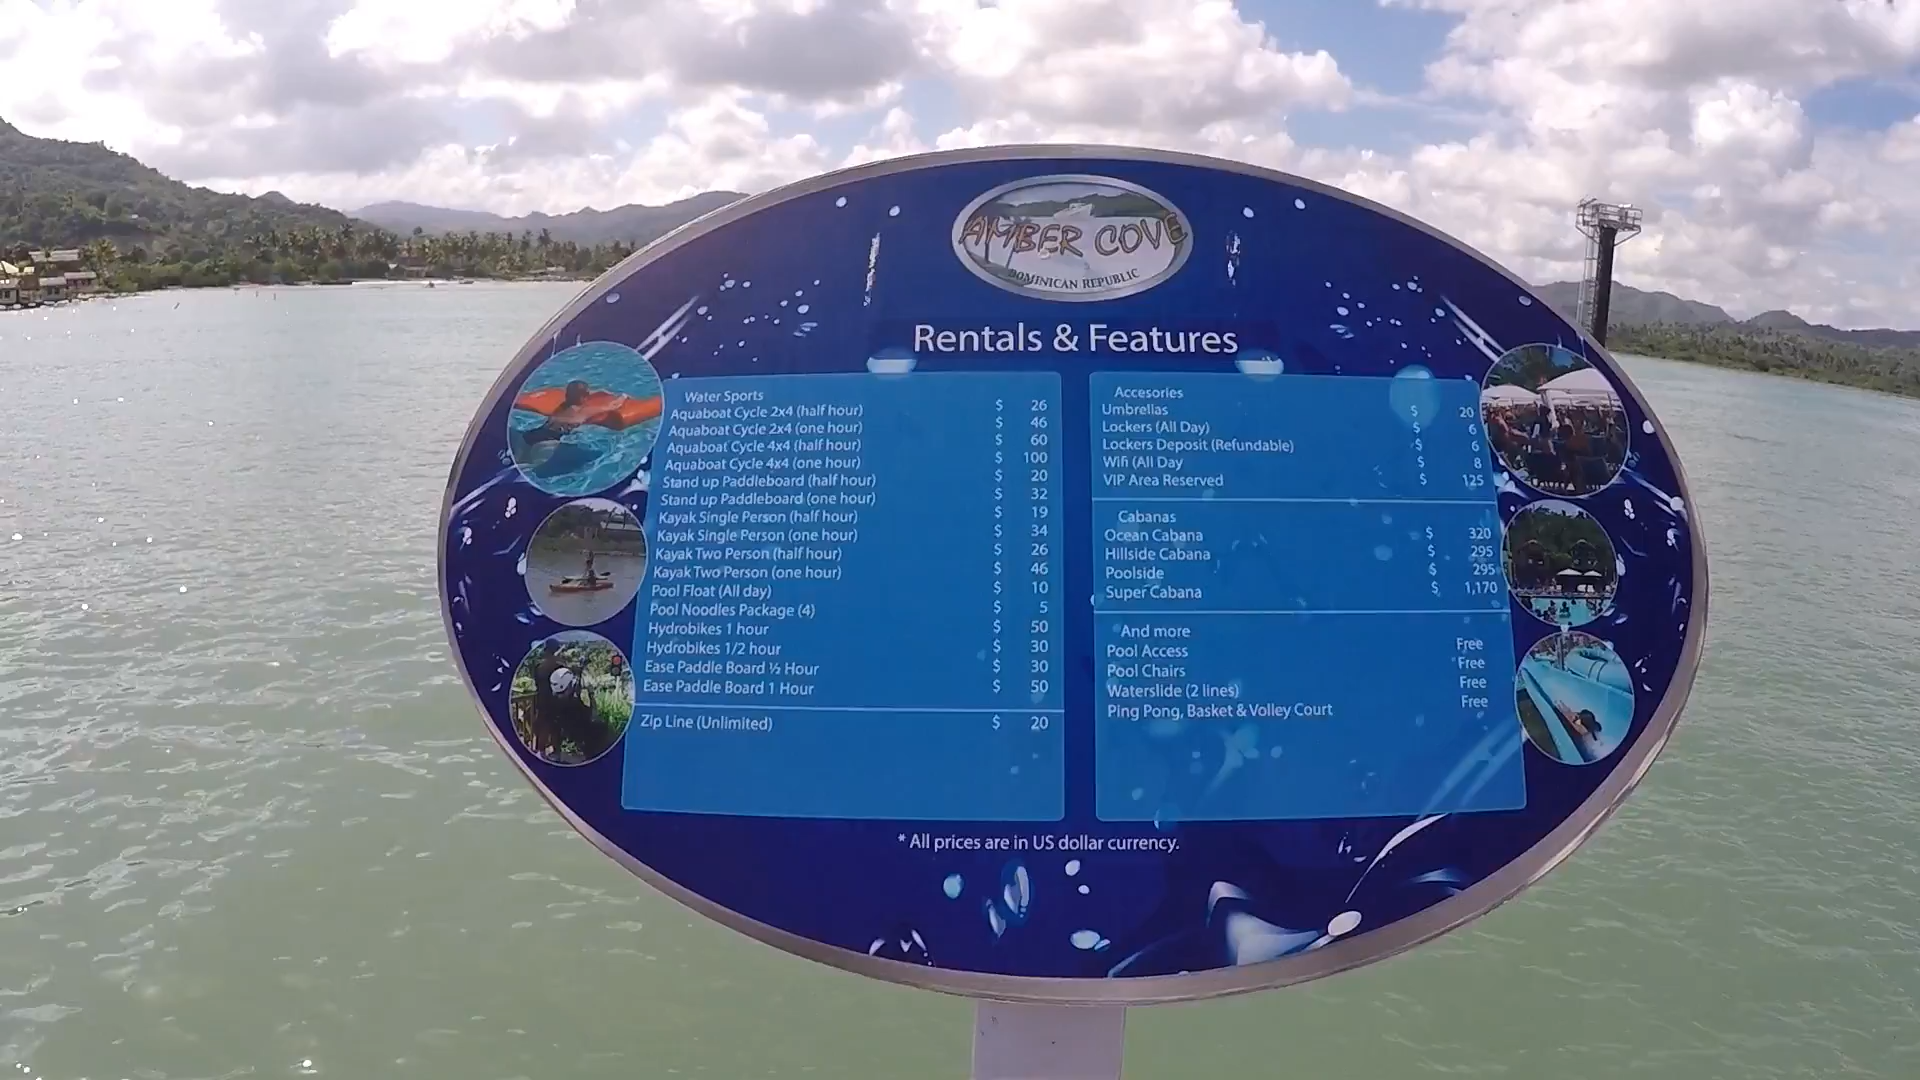 AMBER COVE
DOMINICAN REPUBLIC
Rentals & Features
Water Sports
Aquaboat Cycle 2x4 (half hour) $ 26
Aquaboat Cycle 2x4 (one hour) $ 46
Aquaboat Cycle 4x4 (half hour) $ 60
Aquaboat Cycle 4x4 (one hour) $ 100
Stand up Paddleboard (half hour) $ 20
Stand up Paddleboard (one hour) $ 32
Kayak Single Person (half hour) $ 19
Kayak Single Person (one hour) $ 34
Kayak Two Person (half hour) $ 26
Kayak Two Person (one hour) $ 46
Pool Float (All day) $ 10
Pool Noodles Package (4) $ 5
Hydrobikes 1 hour $ 50
Hydrobikes 1/2 hour $ 30
Ease Paddle Board ½ Hour $ 30
Ease Paddle Board 1 Hour $ 50
Zip Line (Unlimited) $ 20
Accesories
Umbrellas $ 20
Lockers (All Day) $ 6
Lockers Deposit (Refundable) $ 6
Wifi (All Day $ 8
VIP Area Reserved $ 125
Cabanas
Ocean Cabana $ 320
Hillside Cabana $ 295
Poolside $ 295
Super Cabana $ 1,170
And more
Pool Access Free
Pool Chairs Free
Waterslide (2 lines) Free
Ping Pong, Basket & Volley Court Free
* All prices are in US dollar currency.